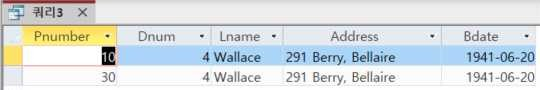 쿼리3
Pnumber Dnum Lname Address Bdate
10 4 Wallace 291 Berry, Bellaire 1941-06-20
30 4 Wallace 291 Berry, Bellaire 1941-06-20